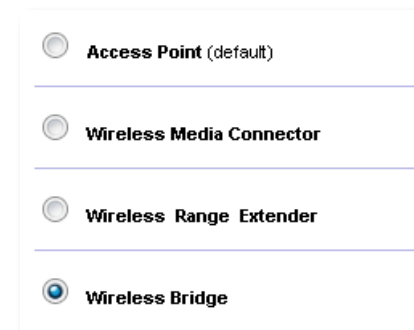 Access Point (default)
Wireless Media Connector
Wireless Range Extender
Wireless Bridge